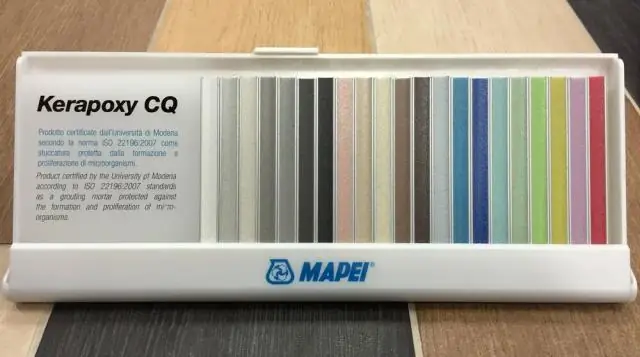 Kerapoxy CQ
Prodotto certificato dall'università di Modena
secondo la norma ISO 22196:2007 come
stuccatura protetta dalla formazione e
proliferazione di microrganismi.
Product certified by the University of Modena
according to ISO 22196:2007 standards
as a grouting mortar protected against
the formation and proliferation of micro-
organisms.
MAPEI®